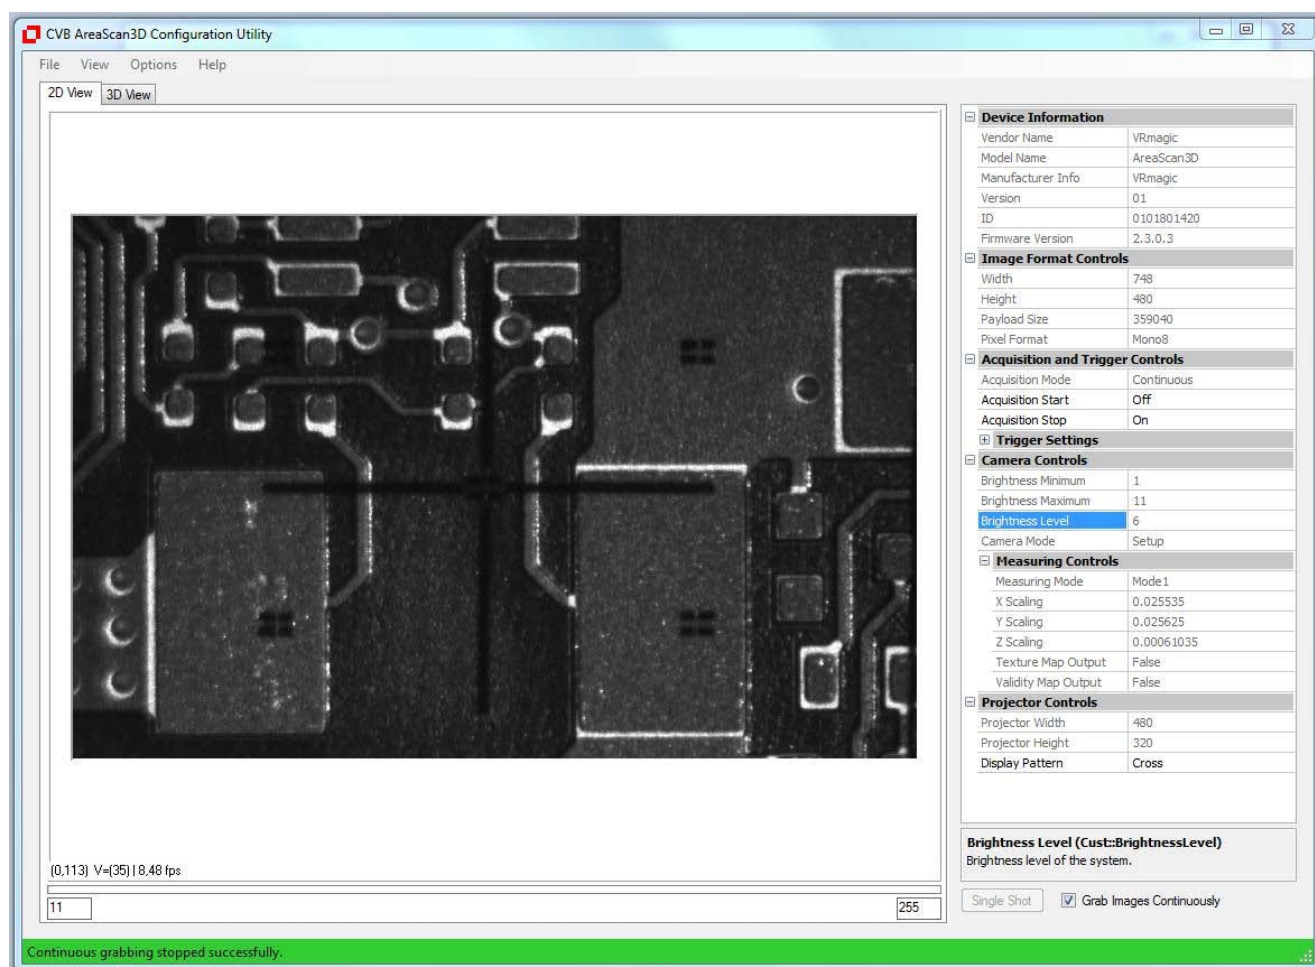 CVB AreaScan3D Configuration Utility
File View Options Help
2D View 3D View
Device Information
Vendor Name VRmagic
Model Name AreaScan3D
Manufacturer Info VRmagic
Version 01
ID 0101801420
Firmware Version 2.3.0.3
Image Format Controls
Width 748
Height 480
Payload Size 359040
Pixel Format Mono8
Acquisition and Trigger Controls
Acquisition Mode Continuous
Acquisition Start Off
Acquisition Stop On
Trigger Settings
Camera Controls
Brightness Minimum 1
Brightness Maximum 11
Brightness Level 6
Camera Mode Setup
Measuring Controls
Measuring Mode Mode1
X Scaling 0.025535
Y Scaling 0.025625
Z Scaling 0.00061035
Texture Map Output False
Validity Map Output False
Projector Controls
Projector Width 480
Projector Height 320
Display Pattern Cross
Brightness Level (Cust::BrightnessLevel)
Brightness level of the system.
(0,113) V=(35) | 8.48 fps
11 255
Single Shot Grab Images Continuously
Continuous grabbing stopped successfully.